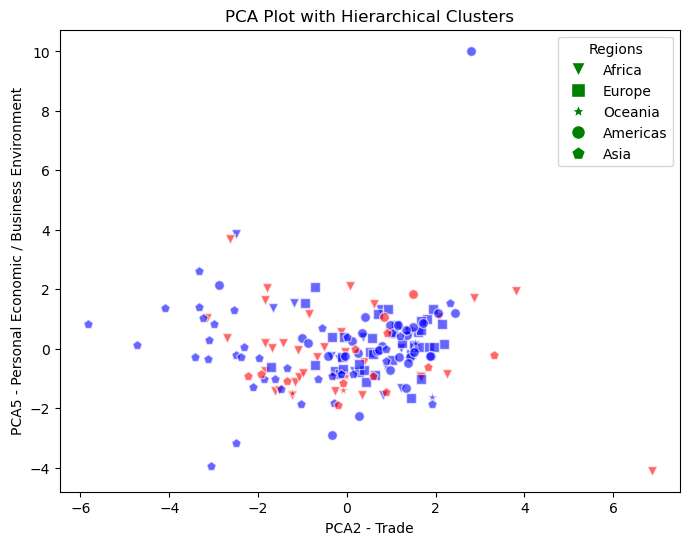 PCA Plot with Hierarchical Clusters
PCA5 - Personal Economic / Business Environment
10
8
6
4
2
0
−2
−4
Regions
Africa
Europe
Oceania
Americas
Asia
−6
−4
−2
0
2
4
6
PCA2 - Trade